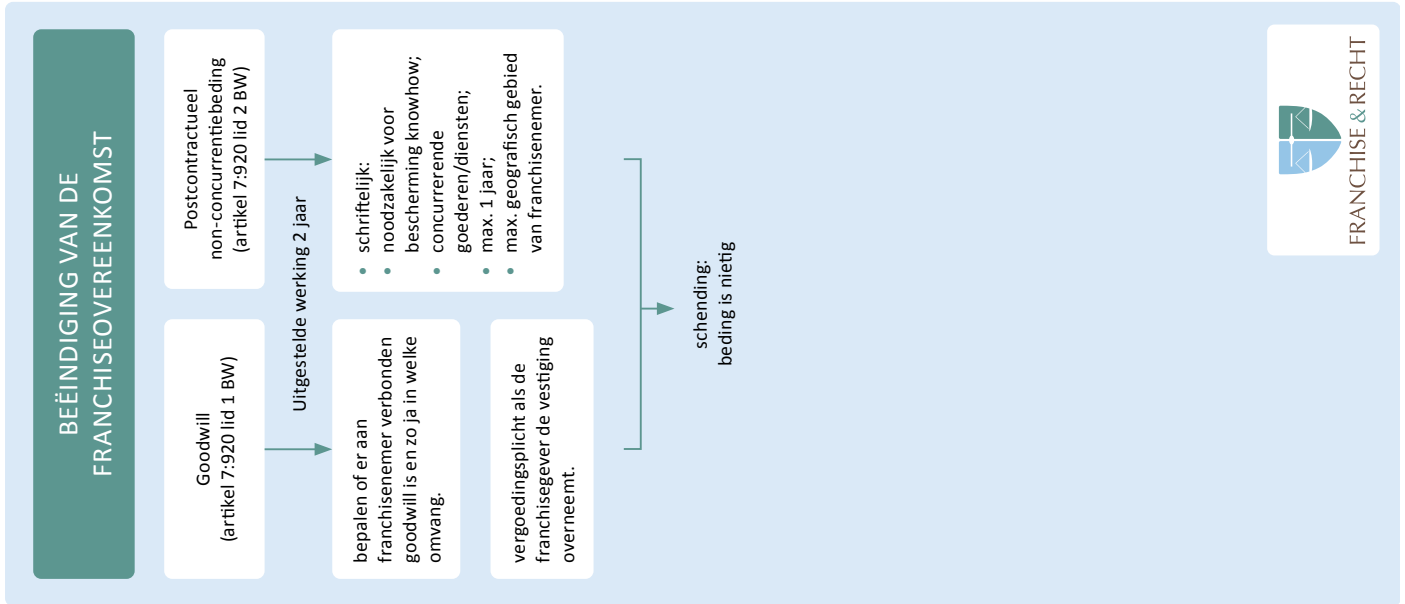 BEËINDIGING VAN DE
FRANCHISEOVEREENKOMST
Goodwill
(artikel 7:920 lid 1 BW)
Postcontractueel
non-concurrentiebeding
(artikel 7:920 lid 2 BW)
Uitgestelde werking 2 jaar
bepalen of er aan
franchisenemer verbonden
goodwill is en zo ja in welke
omvang.
vergoedingsplicht als de
franchisegever de vestiging
overneemt.
• schriftelijk:
• noodzakelijk voor
bescherming knowhow;
• concurrerende
goederen/diensten;
• max. 1 jaar;
• max. geografisch gebied
van franchisenemer.
schending:
beding is nietig
FRANCHISE & RECHT